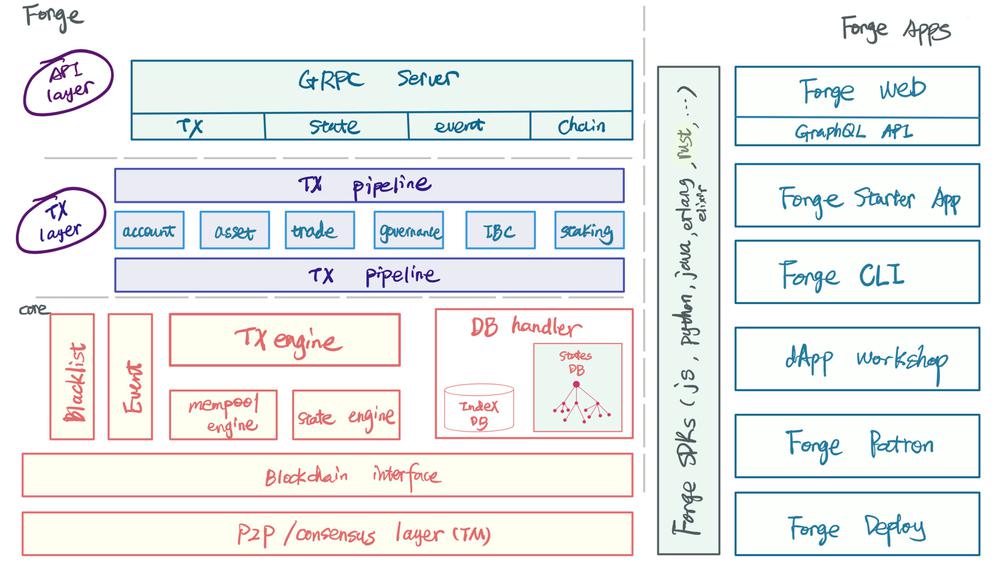 Forge
API
layer
GRPC Server
TX
state
event
Chain
TX
layer
TX pipeline
account
asset
trade
governance
IBC
staking
TX pipeline
core
Blacklist
Event
TX engine
mempool
engine
state engine
DB handler
Index
DB
States
DB
Blockchain interface
P2P /consensus layer (TM)
Forge SDKs (js, python, java, erlang, rust, ...)
elixir
Forge Apps
Forge Web
GraphQL API
Forge Starter App
Forge CLI
dApp workshop
Forge Patron
Forge Deploy